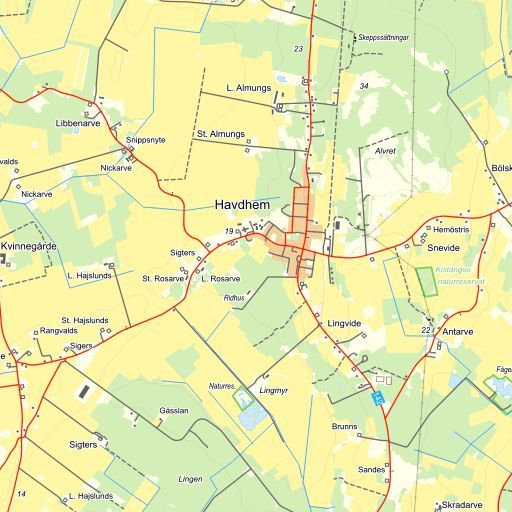 Skeppssättningar
23
34
L. Almungs
Libbenarve
St. Almungs
Snippsnyte
Alvret
Nickarve
Nickarve
Havdhem
19
Hemöstris
Snevide
Kvinnegårde
Sigters
L. Hajslunds
St. Rosarve
L. Rosarve
Kistänges
naturreservat
Ridhus
St. Hajslunds
Rangvalds
Sigers
Lingvide
22
Antarve
Naturres.
Lingmyr
142
Gässlan
Brunns
Sigters
Lingen
Sandes
L. Hajslunds
Skradarve